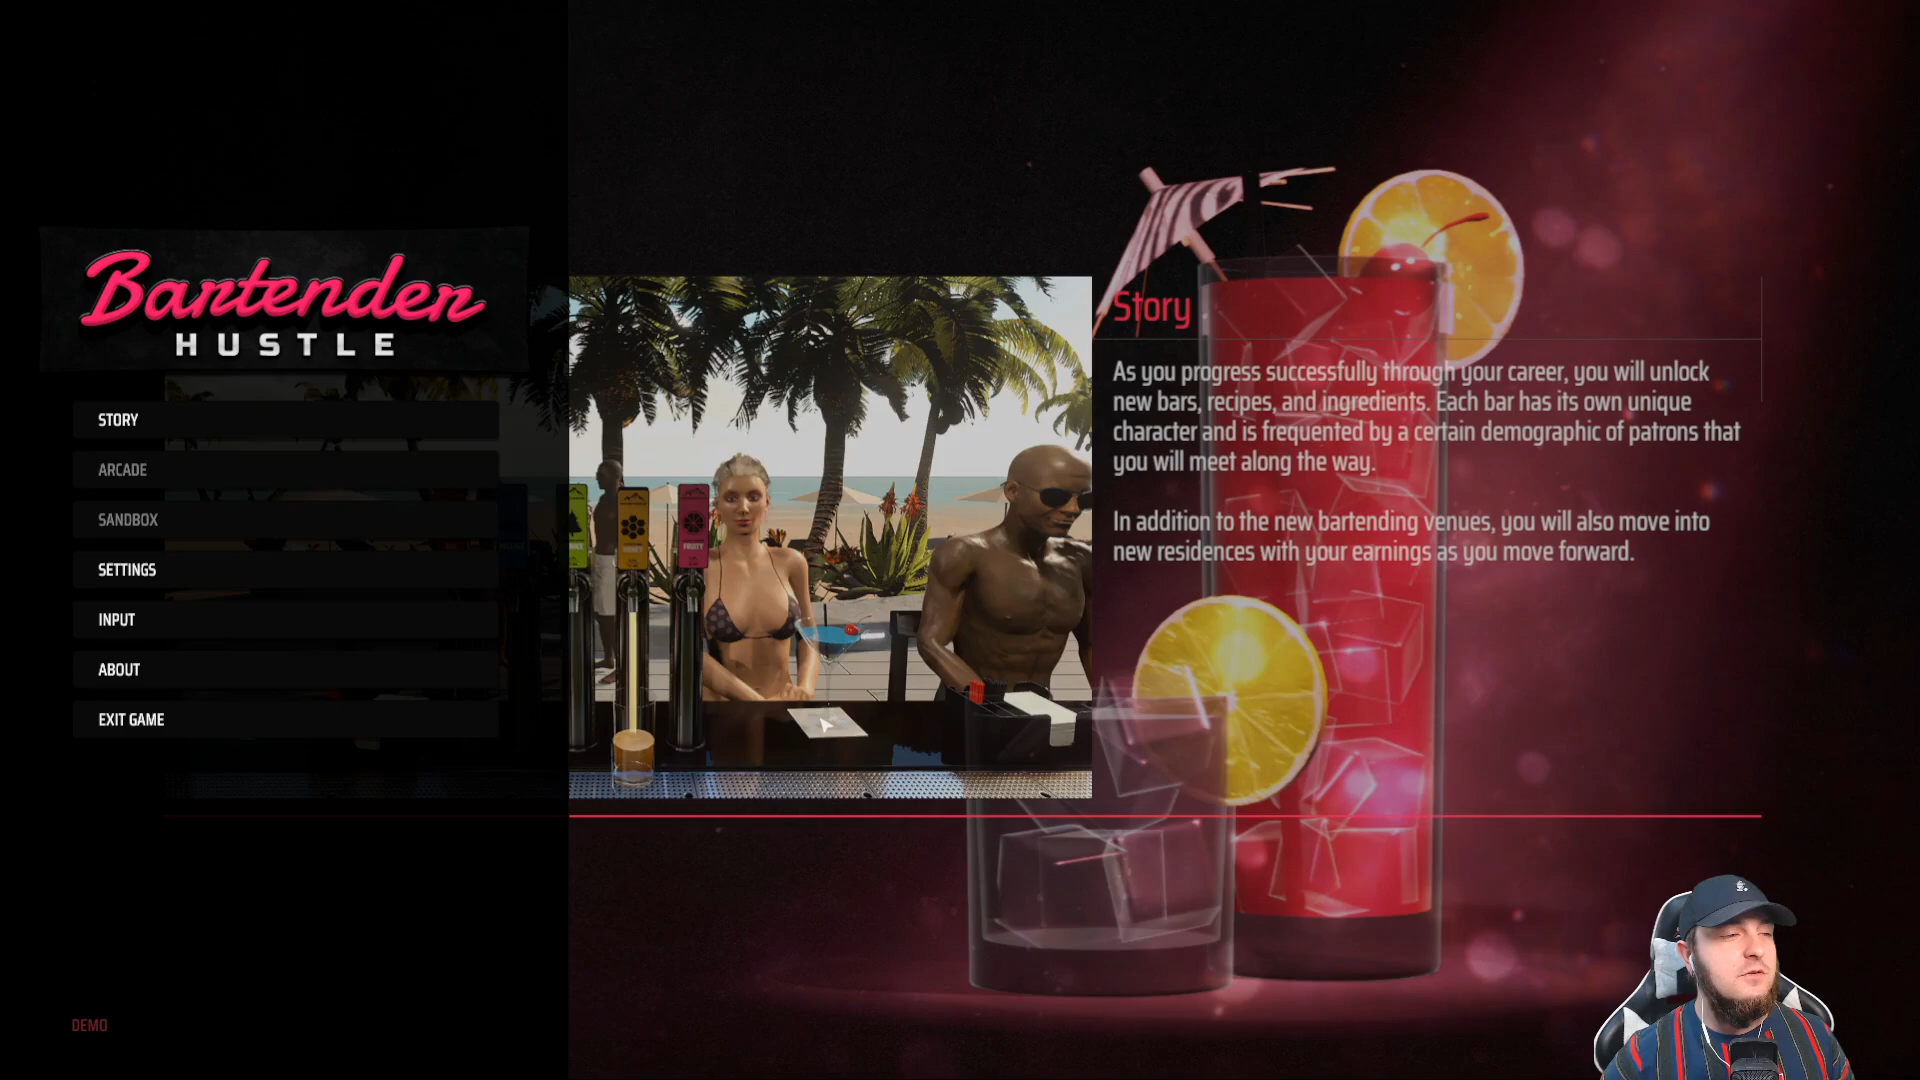 Bartender
HUSTLE
STORY
ARCADE
SANDBOX
SETTINGS
INPUT
ABOUT
EXIT GAME
FRUITY
Story
As you progress successfully through your career, you will unlock
new bars, recipes, and ingredients. Each bar has its own unique
character and is frequented by a certain demographic of patrons that
you will meet along the way.
In addition to the new bartending venues, you will also move into
new residences with your earnings as you move forward.
DEMO